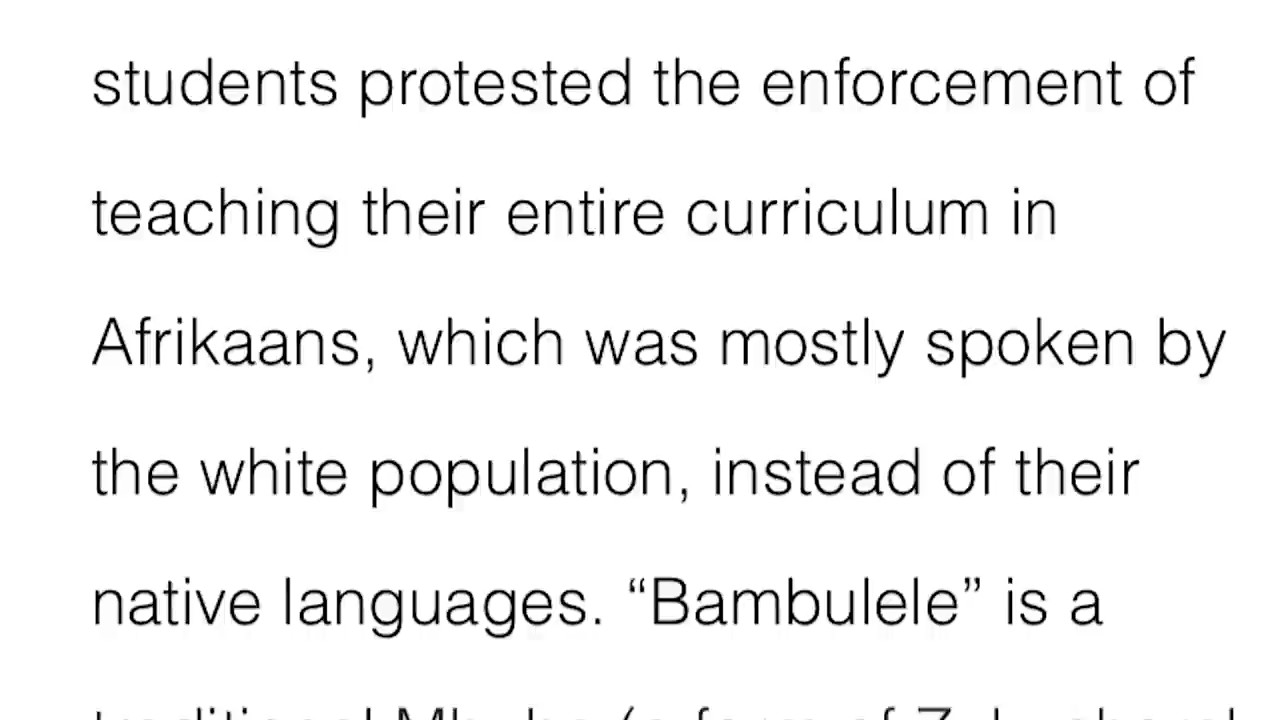 students protested the enforcement of
teaching their entire curriculum in
Afrikaans, which was mostly spoken by
the white population, instead of their
native languages. “Bambulele” is a